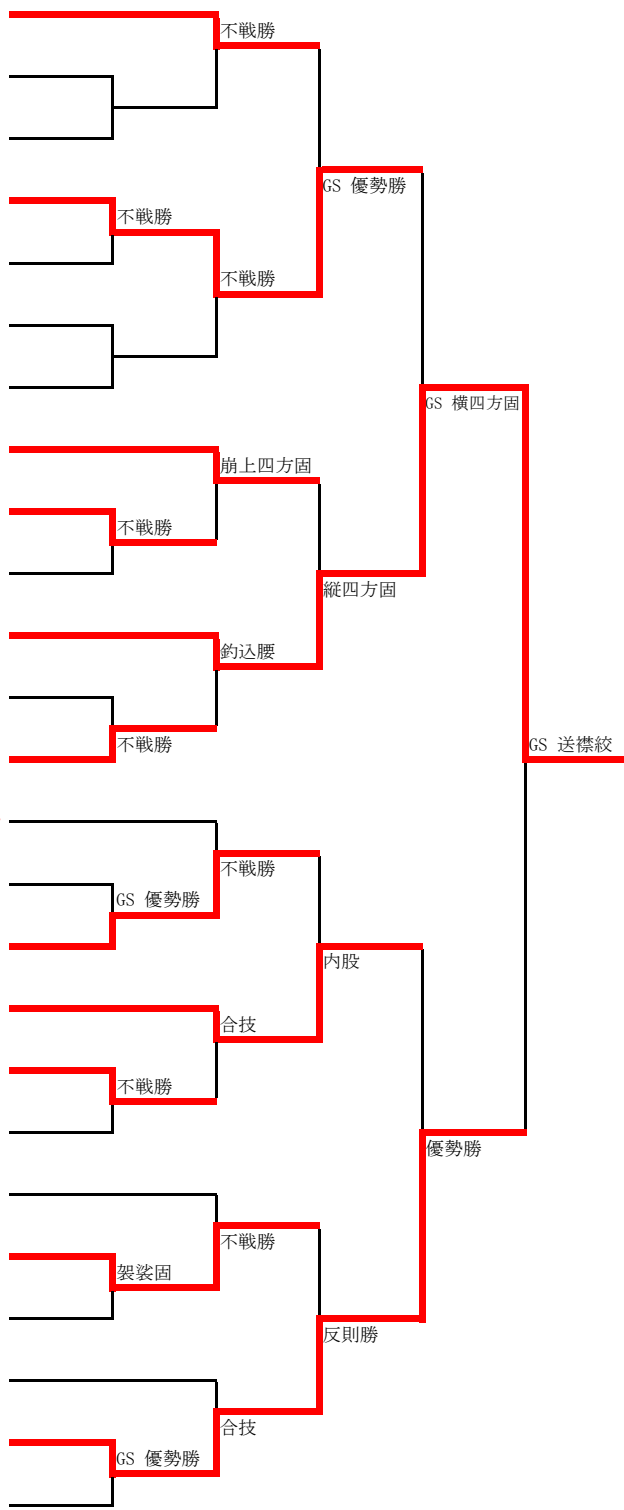 不戦勝
GS 優勢勝
不戦勝
不戦勝
GS 横四方固
崩上四方固
不戦勝
縦四方固
釣込腰
不戦勝
GS 送襟絞
不戦勝
GS 優勢勝
内股
合技
不戦勝
優勢勝
不戦勝
袈裟固
反則勝
合技
GS 優勢勝